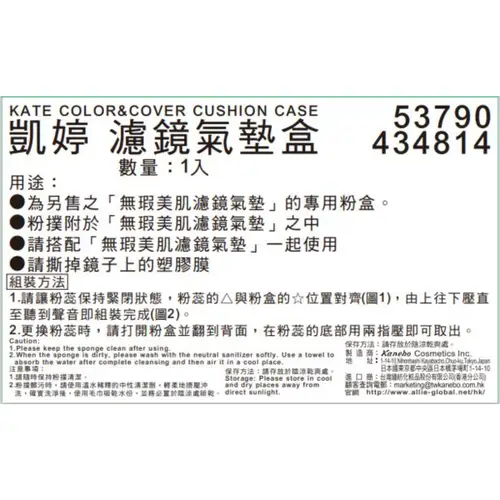 KATE COLOR&COVER CUSHION CASE
53790
凱婷 濾鏡氣墊盒
434814
數量：1入
用途：
●為另售之「無瑕美肌濾鏡氣墊」的專用粉盒。
●粉撲附於「無瑕美肌濾鏡氣墊」之中
●請搭配「無瑕美肌濾鏡氣墊」一起使用
●請撕掉鏡子上的塑膠膜
組裝方法
1.請讓粉蕊保持緊閉狀態，粉蕊的△與粉盒的☆位置對齊(圖1)，由上往下壓直
至聽到聲音即組裝完成(圖2)。
2.更換粉蕊時，請打開粉盒並翻到背面，在粉蕊的底部用兩指壓即可取出。
Caution:
1.Please keep the sponge clean after using.
2.When the sponge is dirty, please wash with the neutral sanitizer softly. Use a towel to
absorb the water after cleaning and dry in the cold place.
注意事項：
1.請隨時保持粉撲清潔。
2.粉撲髒污時，請使用溫水稀釋的中性清潔劑，輕柔地搓壓沖
洗，確實洗淨後，使用毛巾吸乾水份，並務必置於陰涼處晾乾。
保存方法：請存放於陰涼乾爽處。
Storage: Please store in cool
and dry places away from
direct sunlight.
保存方法：請存放於陰涼乾爽處。
製造商：Kanebo Cosmetics Inc.
地址：1-14-10, Nihonbashi-Kayabacho, Chuo-ku, Tokyo, Japan
日本國東京都中央區日本橋茅場町1-14-10
進口商：台灣鐘紡化粧品股份有限公司(香港分公司)
顧客查詢電郵：marketing@twkanebo.com.hk
官網 http://www.allie-global.net/hk/